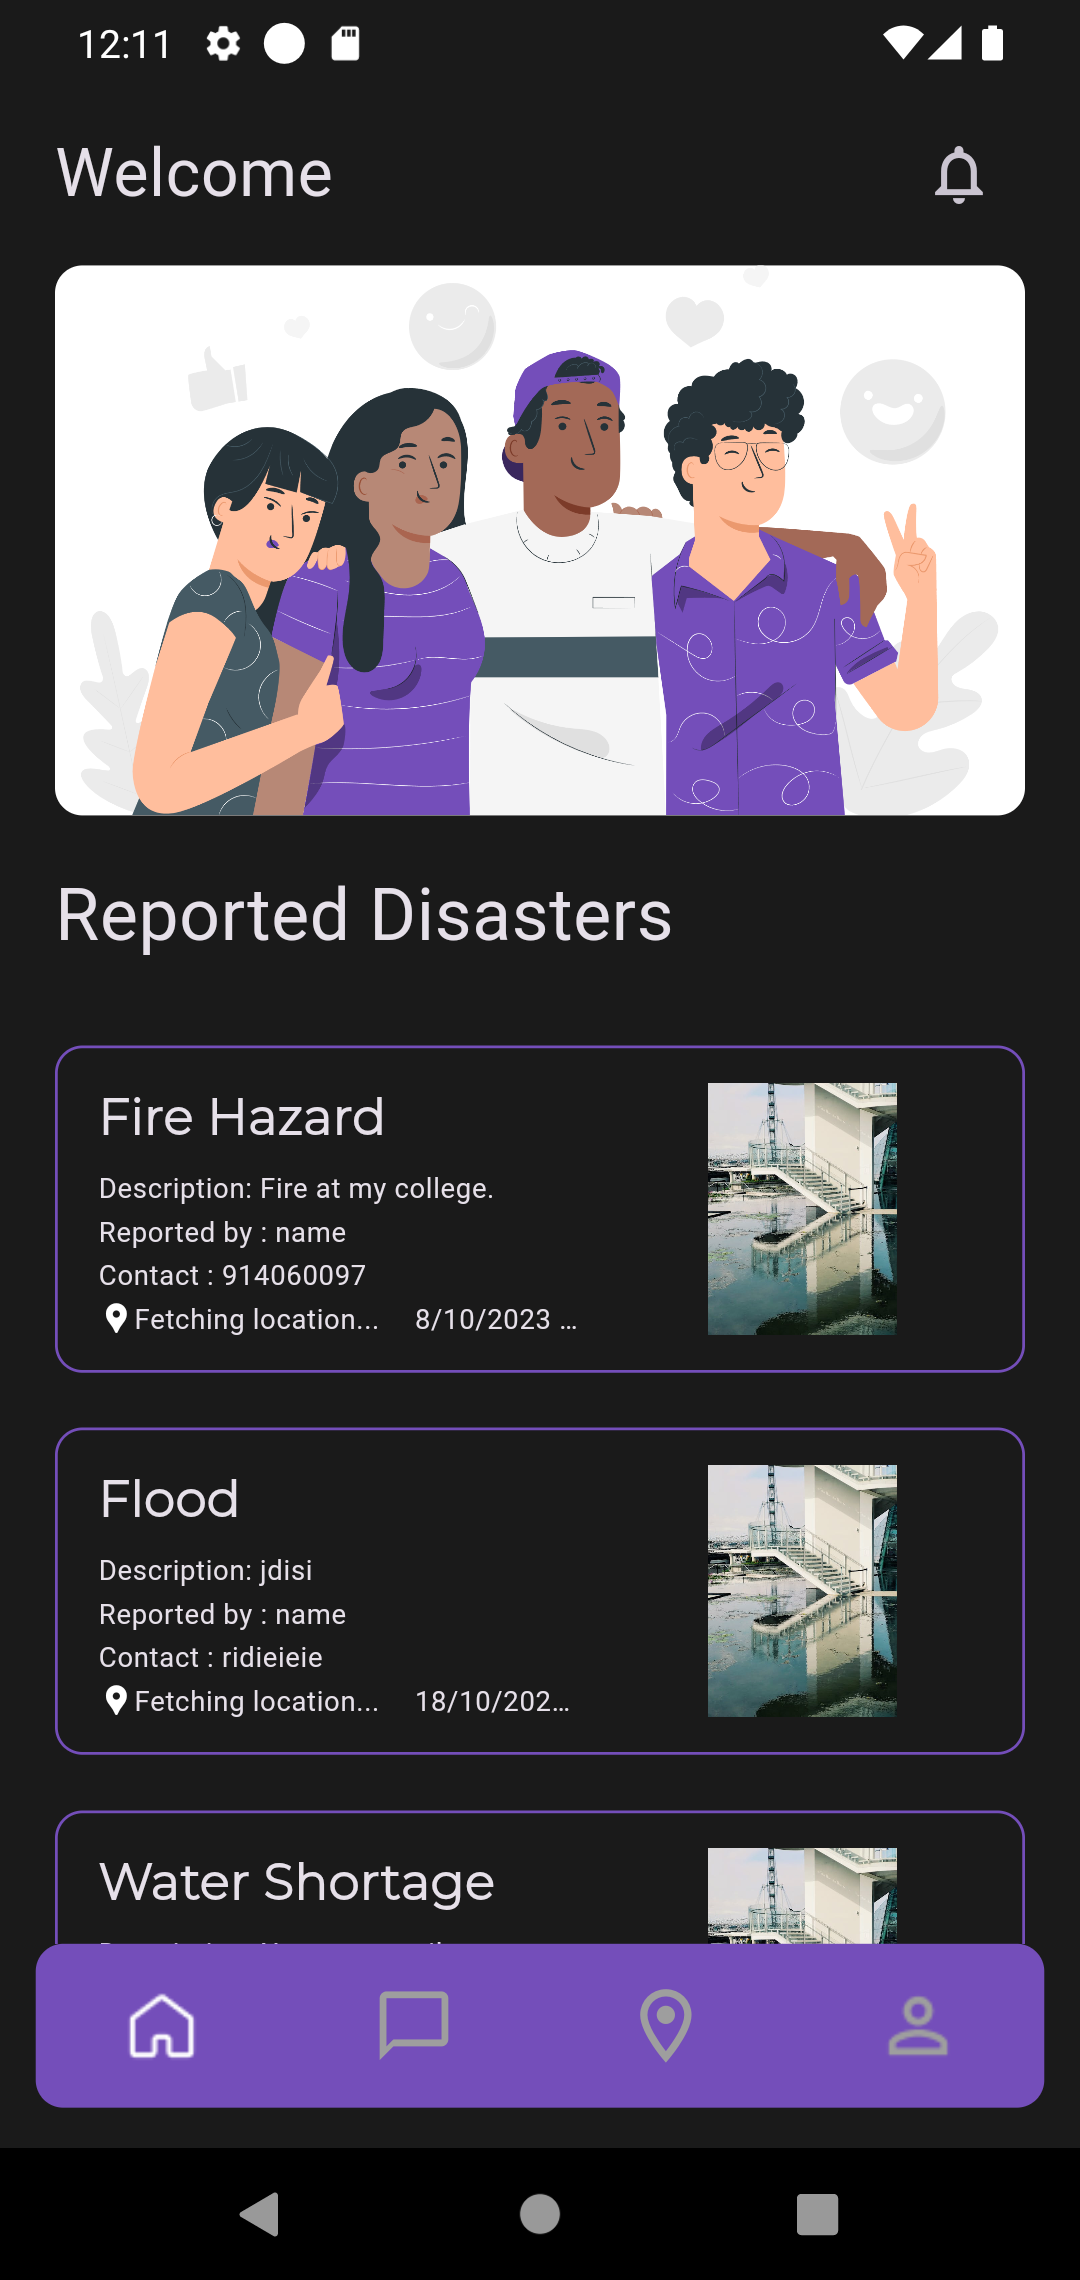 12:11
Welcome
Reported Disasters
Fire Hazard
Description: Fire at my college.
Reported by : name
Contact : 914060097
Fetching location... 8/10/2023 ...
Flood
Description: jdisi
Reported by : name
Contact : ridieieie
Fetching location... 18/10/202...
Water Shortage